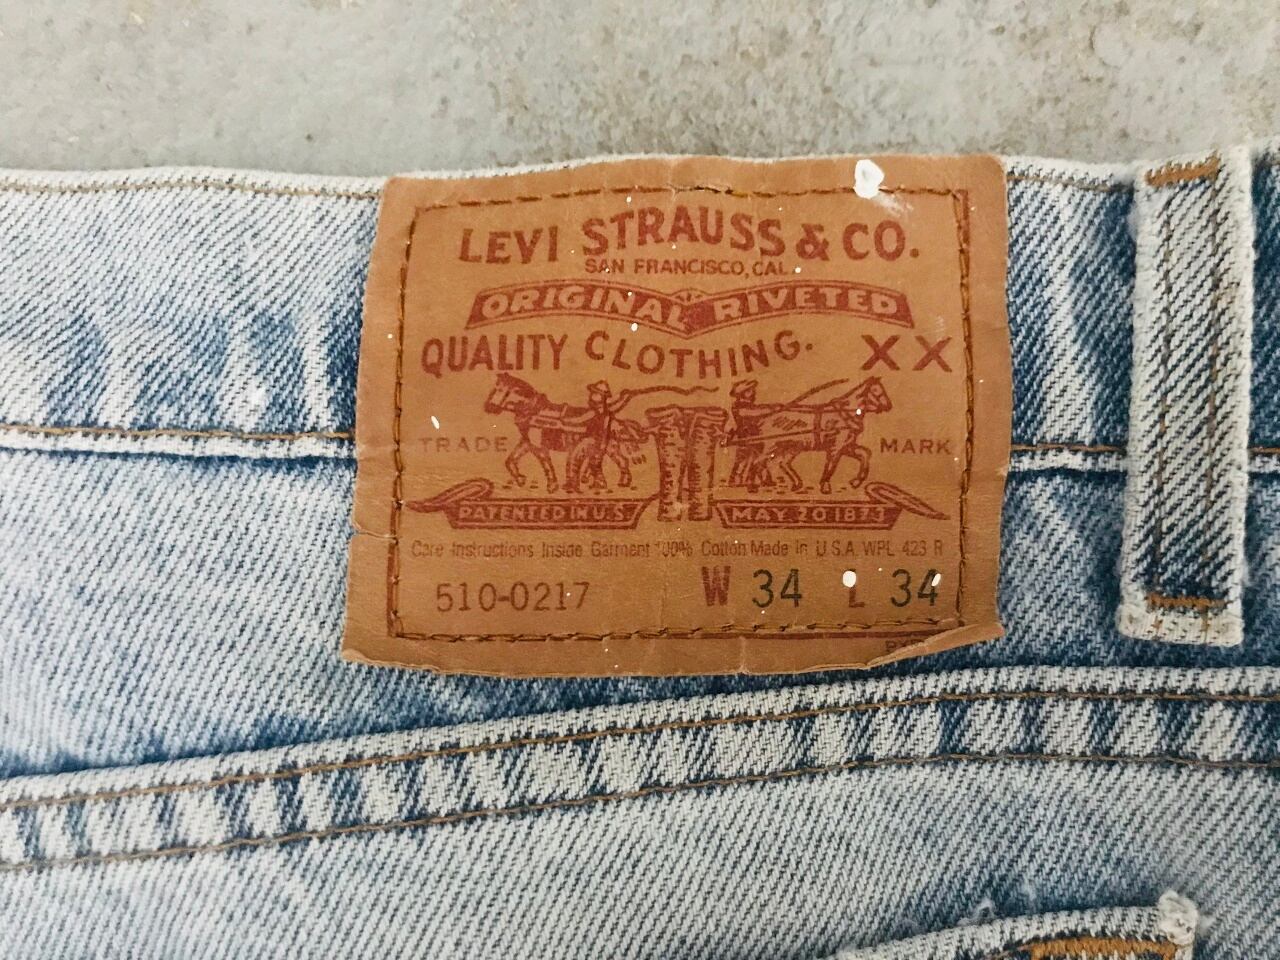 LEVI STRAUSS & CO.
SAN FRANCISCO, CAL.
ORIGINAL RIVETED
QUALITY CLOTHING. XX
TRADE MARK
PATENTED IN U.S. MAY 20 1873
Care Instructions Inside Garment 100% Cotton Made in U.S.A. WPL 423 R
510-0217 W 34 L 34